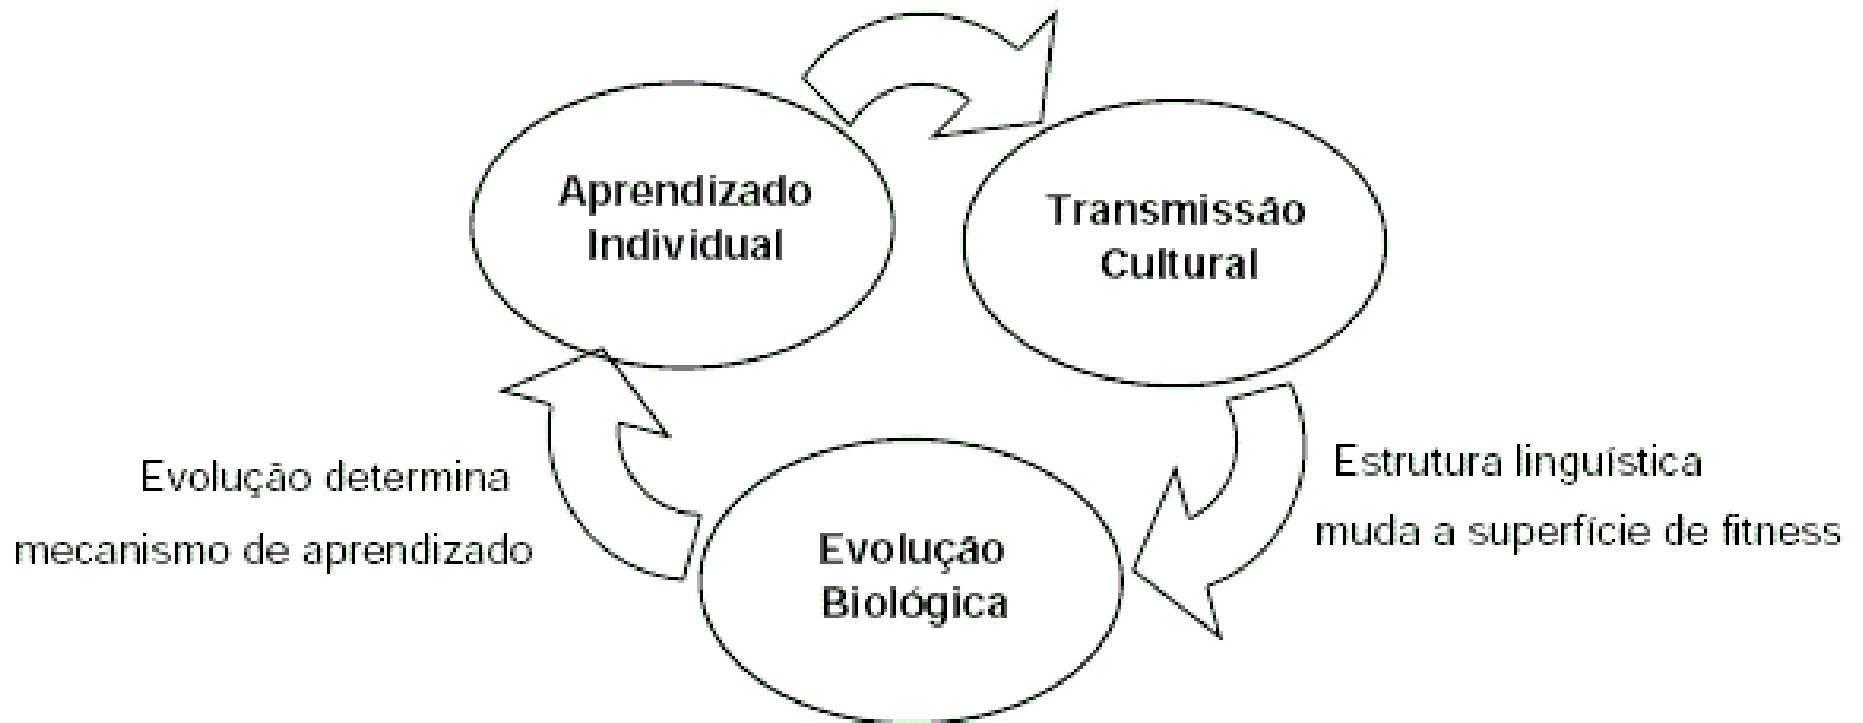 Aprendizado
Individual
Transmissão
Cultural
Evolução determina
mecanismo de aprendizado
Estrutura linguística
muda a superfície de fitness
Evolução
Biológica